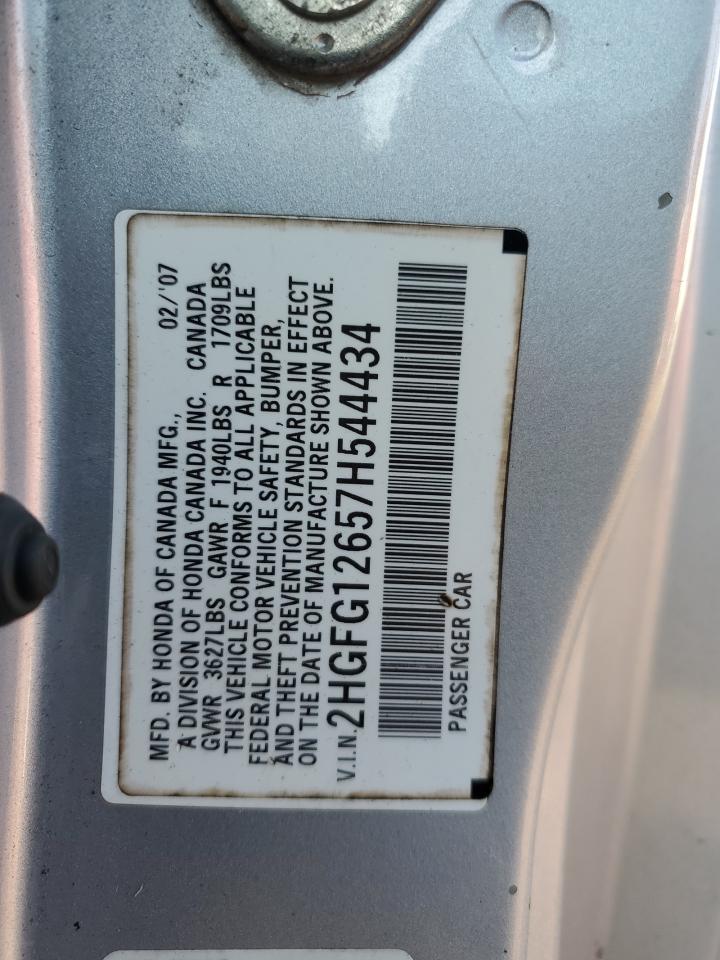 MFD. BY HONDA OF CANADA MFG., 02/'07
A DIVISION OF HONDA CANADA INC. CANADA
GVWR 3627LBS GAWR F 1940LBS R 1709LBS
THIS VEHICLE CONFORMS TO ALL APPLICABLE
FEDERAL MOTOR VEHICLE SAFETY, BUMPER,
AND THEFT PREVENTION STANDARDS IN EFFECT
ON THE DATE OF MANUFACTURE SHOWN ABOVE.
V.I.N. 2HGFG12657H544434
PASSENGER CAR